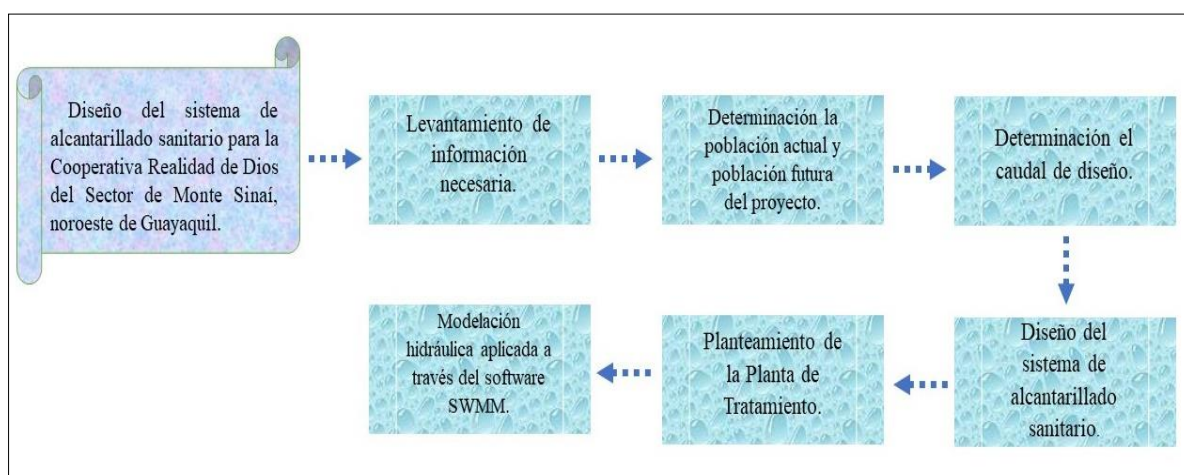 Diseño del sistema de
alcantarillado sanitario para la
Cooperativa Realidad de Dios
del Sector de Monte Sinaí,
noroeste de Guayaquil.
Levantamiento de
información
necesaria.
Determinación la
población actual y
población futura
del proyecto.
Determinación el
caudal de diseño.
Diseño del
sistema de
alcantarillado
sanitario.
Planteamiento de
la Planta de
Tratamiento.
Modelación
hidráulica aplicada a
través del software
SWMM.